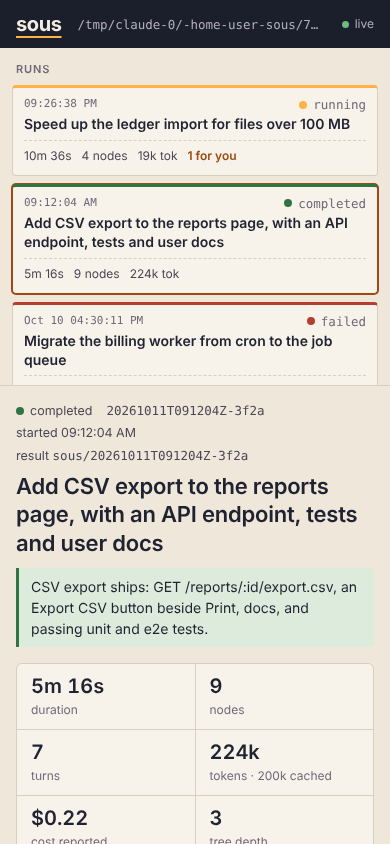 sous /tmp/claude-0/-home-user-sous/7… live
RUNS
09:26:38 PM running
Speed up the ledger import for files over 100 MB
10m 36s 4 nodes 19k tok 1 for you
09:12:04 AM completed
Add CSV export to the reports page, with an API
endpoint, tests and user docs
5m 16s 9 nodes 224k tok
Oct 10 04:30:11 PM failed
Migrate the billing worker from cron to the job
queue
completed 20261011T091204Z-3f2a
started 09:12:04 AM
result sous/20261011T091204Z-3f2a
Add CSV export to the reports
page, with an API endpoint, tests
and user docs
CSV export ships: GET /reports/:id/export.csv, an
Export CSV button beside Print, docs, and
passing unit and e2e tests.
5m 16s 9
duration nodes
7 224k
turns tokens · 200k cached
$0.22 3
cost reported tree depth